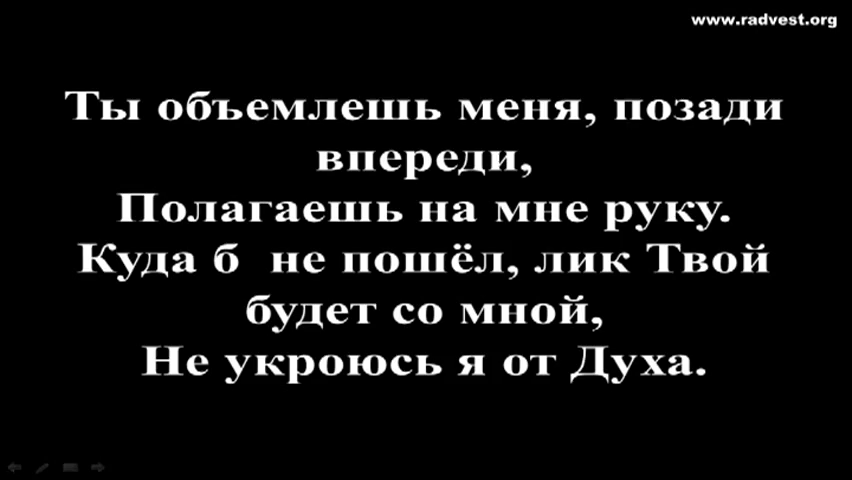 www.radvest.org
Ты объемлешь меня, позади
впереди,
Полагаешь на мне руку.
Куда б  не пошёл, лик Твой
будет со мной,
Не укроюсь я от Духа.